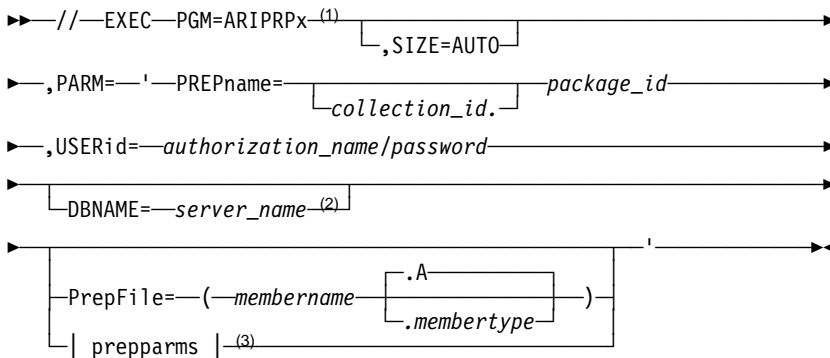 // EXEC PGM=ARIPRPx (1)
,SIZE=AUTO
,PARM= ' PREPname= package_id
collection_id.
,USERid= authorization_name/password
DBNAME= server_name (2)
'
.A
PrepFile= ( membername )
.membertype
prepparms (3)